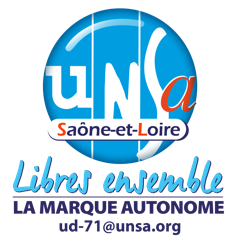 uNSa
Saône-et-Loire
Libres ensemble
LA MARQUE AUTONOME
ud-71@unsa.org